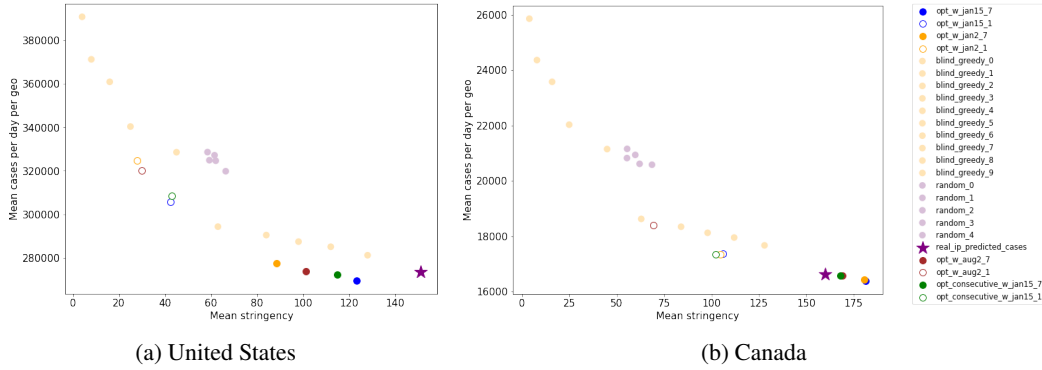 380000
360000
340000
320000
300000
280000
Mean cases per day per geo
0
20
40
60
80
100
120
140
Mean stringency
(a) United States
26000
24000
22000
20000
18000
16000
Mean cases per day per geo
0
25
50
75
100
125
150
175
Mean stringency
(b) Canada
opt_w_jan15_7
opt_w_jan15_1
opt_w_jan2_7
opt_w_jan2_1
blind_greedy_0
blind_greedy_1
blind_greedy_2
blind_greedy_3
blind_greedy_4
blind_greedy_5
blind_greedy_6
blind_greedy_7
blind_greedy_8
blind_greedy_9
random_0
random_1
random_2
random_3
random_4
real_ip_predicted_cases
opt_w_aug2_7
opt_w_aug2_1
opt_consecutive_w_jan15_7
opt_consecutive_w_jan15_1